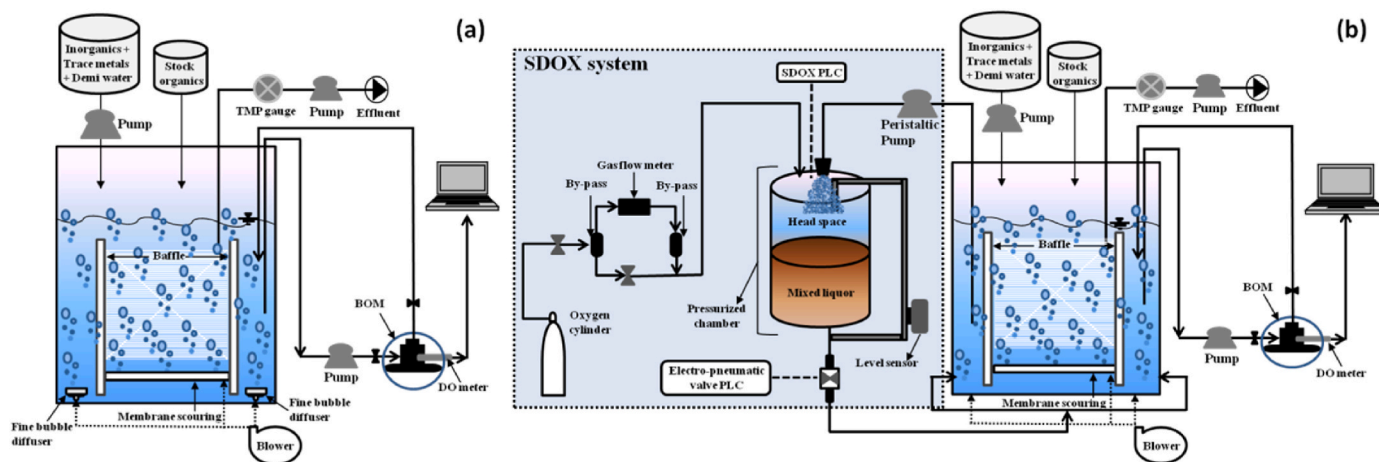 (a)
Inorganics +
Trace metals
+ Demi water
Stock
organics
Pump
TMP gauge
Pump
Effluent
Baffle
BOM
Pump
DO meter
Membrane scouring
Fine bubble
diffuser
Fine bubble
diffuser
Blower
(b)
SDOX system
SDOX PLC
Peristaltic
Pump
Gas flow meter
By-pass
By-pass
Head space
Mixed liquor
Pressurized
chamber
Oxygen
cylinder
Level sensor
Electro-pneumatic
valve PLC
Inorganics +
Trace metals
+ Demi water
Stock
organics
Pump
TMP gauge
Pump
Effluent
Baffle
BOM
Pump
DO meter
Membrane scouring
Blower